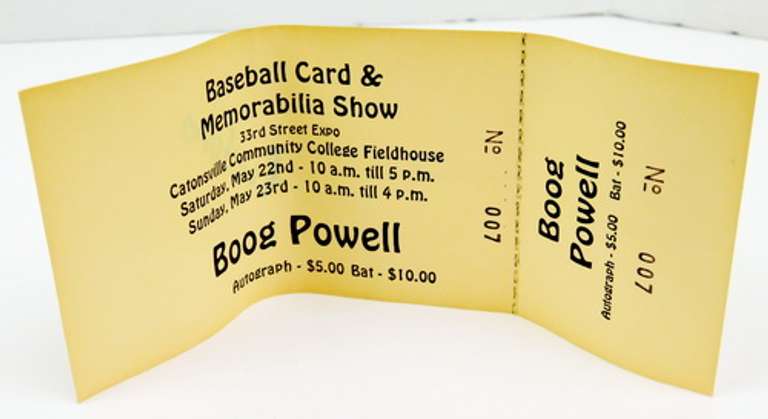 Baseball Card &
Memorabilia Show
33rd Street Expo
Catonsville Community College Fieldhouse
Saturday, May 22nd - 10 a.m. till 5 p.m.
Sunday, May 23rd - 10 a.m. till 4 p.m.
Boog Powell
Autograph - $5.00 Bat - $10.00
No 007
Boog
Powell
Autograph - $5.00 Bat - $10.00
No 007